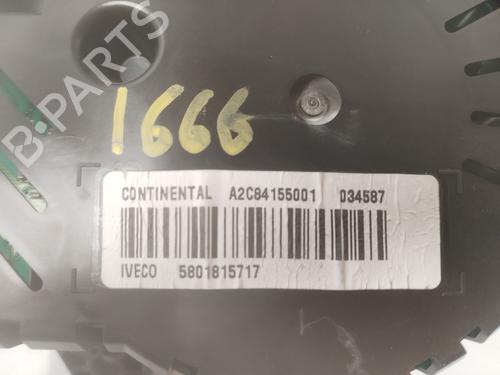 B-PARTS
1666
CONTINENTAL A2C84155001 034587
IVECO 5801815717